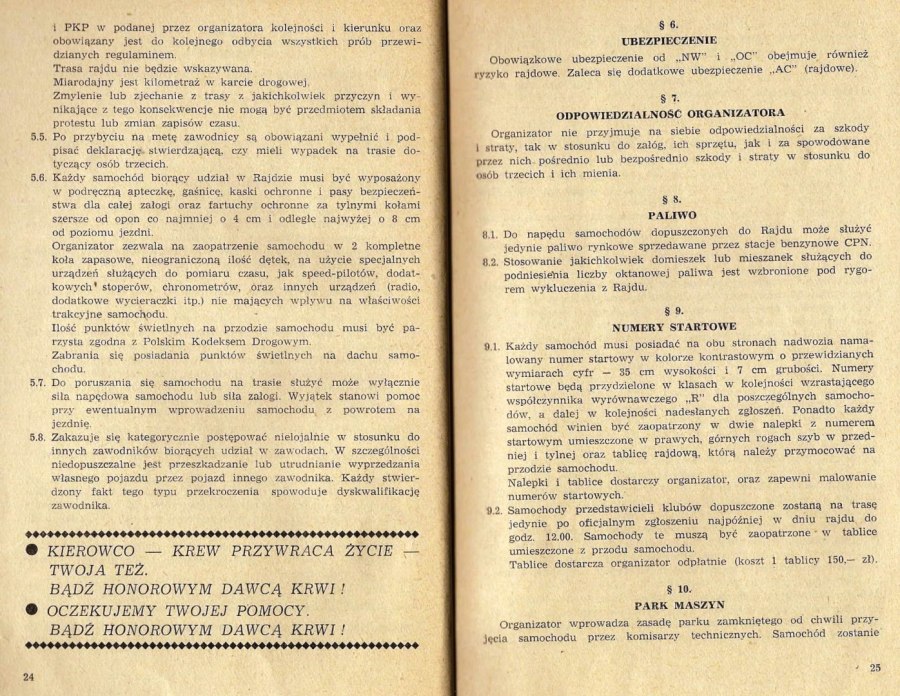 i PKP w podanej przez organizatora kolejności i kierunku oraz
obowiązany jest do kolejnego odbycia wszystkich prób przewi-
dzianych regulaminem.
Trasa rajdu nie będzie wskazywana.
Miarodajny jest kilometraż w karcie drogowej.
Zmylenie lub zjechanie z trasy z jakichkolwiek przyczyn i wy-
nikające z tego konsekwencje nie mogą być przedmiotem składania
protestu lub zmian zapisów czasu.
5.5. Po przybyciu na metę zawodnicy są obowiązani wypełnić i pod-
pisać deklarację stwierdzającą, czy mieli wypadek na trasie do-
tyczący osób trzecich.
5.6. Każdy samochód biorący udział w Rajdzie musi być wyposażony
w podręczną apteczkę, gaśnicę, kaski ochronne i pasy bezpieczeń-
stwa dla całej załogi oraz fartuchy ochronne za tylnymi kołami
szersze od opon co najmniej o 4 cm i odległe najwyżej o 8 cm
od poziomu jezdni.
Organizator zezwala na zaopatrzenie samochodu w 2 kompletne
koła zapasowe, nieograniczoną ilość dętek, na użycie specjalnych
urządzeń służących do pomiaru czasu, jak speed-pilotów, dodat-
kowych stoperów, chronometrów, oraz innych urządzeń (radio,
dodatkowe wycieraczki itp.) nie mających wpływu na właściwości
trakcyjne samochodu.
Ilość punktów świetlnych na przodzie samochodu musi być pa-
rzysta zgodna z Polskim Kodeksem Drogowym.
Zabrania się posiadania punktów świetlnych na dachu samo-
chodu.
5.7. Do poruszania się samochodu na trasie służyć może wyłącznie
siła napędowa samochodu lub siła załogi. Wyjątek stanowi pomoc
przy ewentualnym wprowadzeniu samochodu z powrotem na
jezdnię.
5.8. Zakazuje się kategorycznie postępować nielojalnie w stosunku do
innych zawodników biorących udział w zawodach. W szczególności
niedopuszczalne jest przeszkadzanie lub utrudnianie wyprzedzania
własnego pojazdu przez pojazd innego zawodnika. Każdy stwier-
dzony fakt tego typu przekroczenia spowoduje dyskwalifikację
zawodnika.
● KIEROWCO — KREW PRZYWRACA ŻYCIE —
TWOJA TEŻ.
BĄDŹ HONOROWYM DAWCĄ KRWI !
● OCZEKUJEMY TWOJEJ POMOCY.
BĄDŹ HONOROWYM DAWCĄ KRWI !
24
§ 6.
UBEZPIECZENIE
Obowiązkowe ubezpieczenie od „NW" i „OC" obejmuje również
ryzyko rajdowe. Zaleca się dodatkowe ubezpieczenie „AC" (rajdowe).
§ 7.
ODPOWIEDZIALNOŚĆ ORGANIZATORA
Organizator nie przyjmuje na siebie odpowiedzialności za szkody
i straty, tak w stosunku do załóg, ich sprzętu, jak i za spowodowane
przez nich pośrednio lub bezpośrednio szkody i straty w stosunku do
osób trzecich i ich mienia.
§ 8.
PALIWO
8.1. Do napędu samochodów dopuszczonych do Rajdu może służyć
jedynie paliwo rynkowe sprzedawane przez stacje benzynowe CPN.
8.2. Stosowanie jakichkolwiek domieszek lub mieszanek służących do
podniesienia liczby oktanowej paliwa jest wzbronione pod rygo-
rem wykluczenia z Rajdu.
§ 9.
NUMERY STARTOWE
9.1. Każdy samochód musi posiadać na obu stronach nadwozia nama-
lowany numer startowy w kolorze kontrastowym o przewidzianych
wymiarach cyfr — 35 cm wysokości i 7 cm grubości. Numery
startowe będą przydzielone w klasach w kolejności wzrastającego
współczynnika wyrównawczego „R" dla poszczególnych samocho-
dów, a dalej w kolejności nadesłanych zgłoszeń. Ponadto każdy
samochód winien być zaopatrzony w dwie nalepki z numerem
startowym umieszczone w prawych, górnych rogach szyb w przed-
niej i tylnej oraz tablicę rajdową, którą należy przymocować na
przodzie samochodu.
Nalepki i tablice dostarczy organizator, oraz zapewni malowanie
numerów startowych.
9.2. Samochody przedstawicieli klubów dopuszczone zostaną na trasę
jedynie po oficjalnym zgłoszeniu najpóźniej w dniu rajdu do
godz. 12.00. Samochody te muszą być zaopatrzone w tablice
umieszczone z przodu samochodu.
Tablice dostarcza organizator odpłatnie (koszt 1 tablicy 150,— zł).
§ 10.
PARK MASZYN
Organizator wprowadza zasadę parku zamkniętego od chwili przy-
jęcia samochodu przez komisarzy technicznych. Samochód zostanie
25